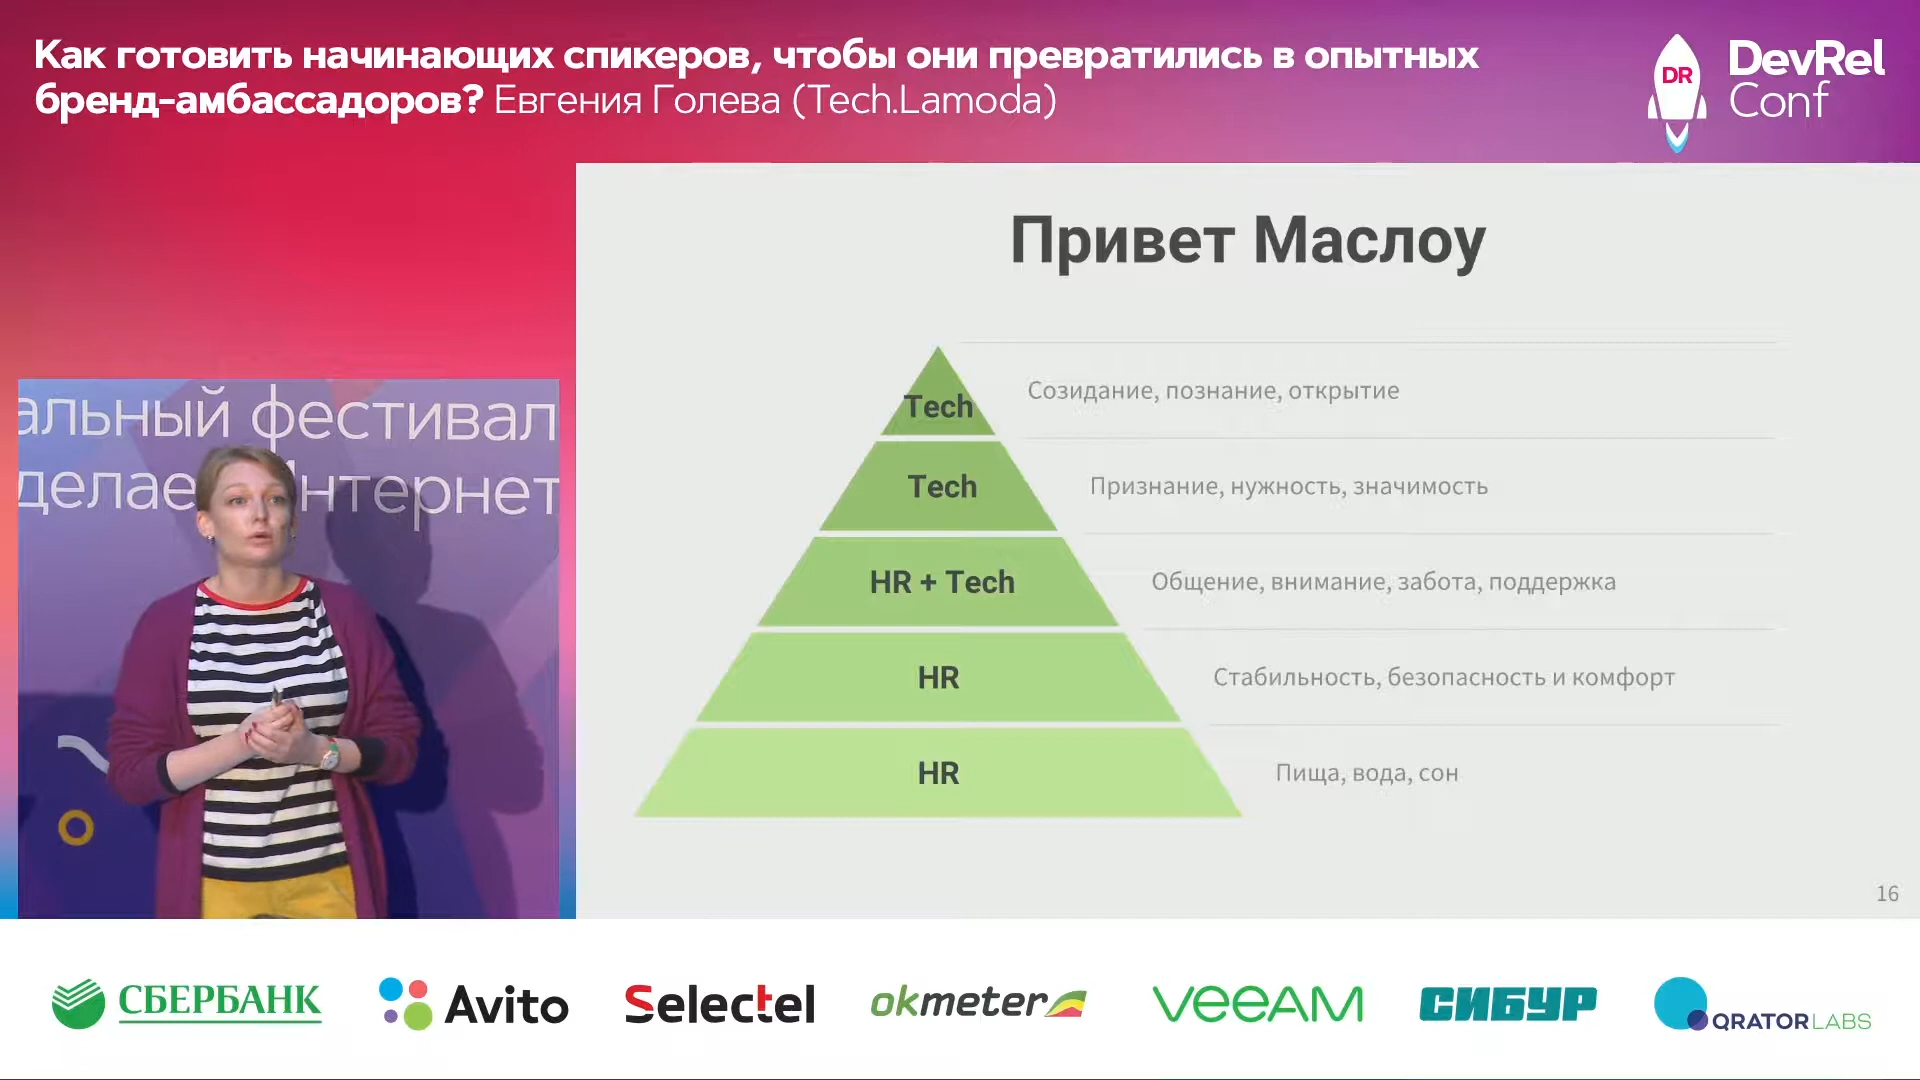 Как готовить начинающих спикеров, чтобы они превратились в опытных
бренд-амбассадоров? Евгения Голева (Tech.Lamoda)
DR
DevRel
Conf
Привет Маслоу
Tech
Созидание, познание, открытие
Tech
Признание, нужность, значимость
HR + Tech
Общение, внимание, забота, поддержка
HR
Стабильность, безопасность и комфорт
HR
Пища, вода, сон
16
альный фестивал
делает Интернет
СБЕРБАНК
Avito
Selectel
okmeter
veeAM
СИБУР
QRATOR LABS